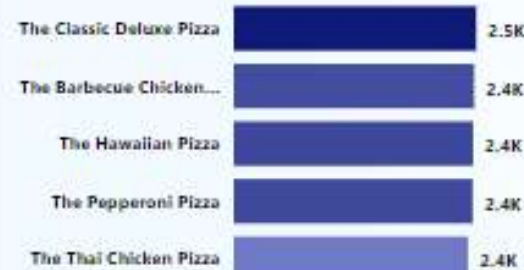 The Classic Deluxe Pizza 2.5K
The Barbecue Chicken... 2.4K
The Hawaiian Pizza 2.4K
The Pepperoni Pizza 2.4K
The Thai Chicken Pizza 2.4K